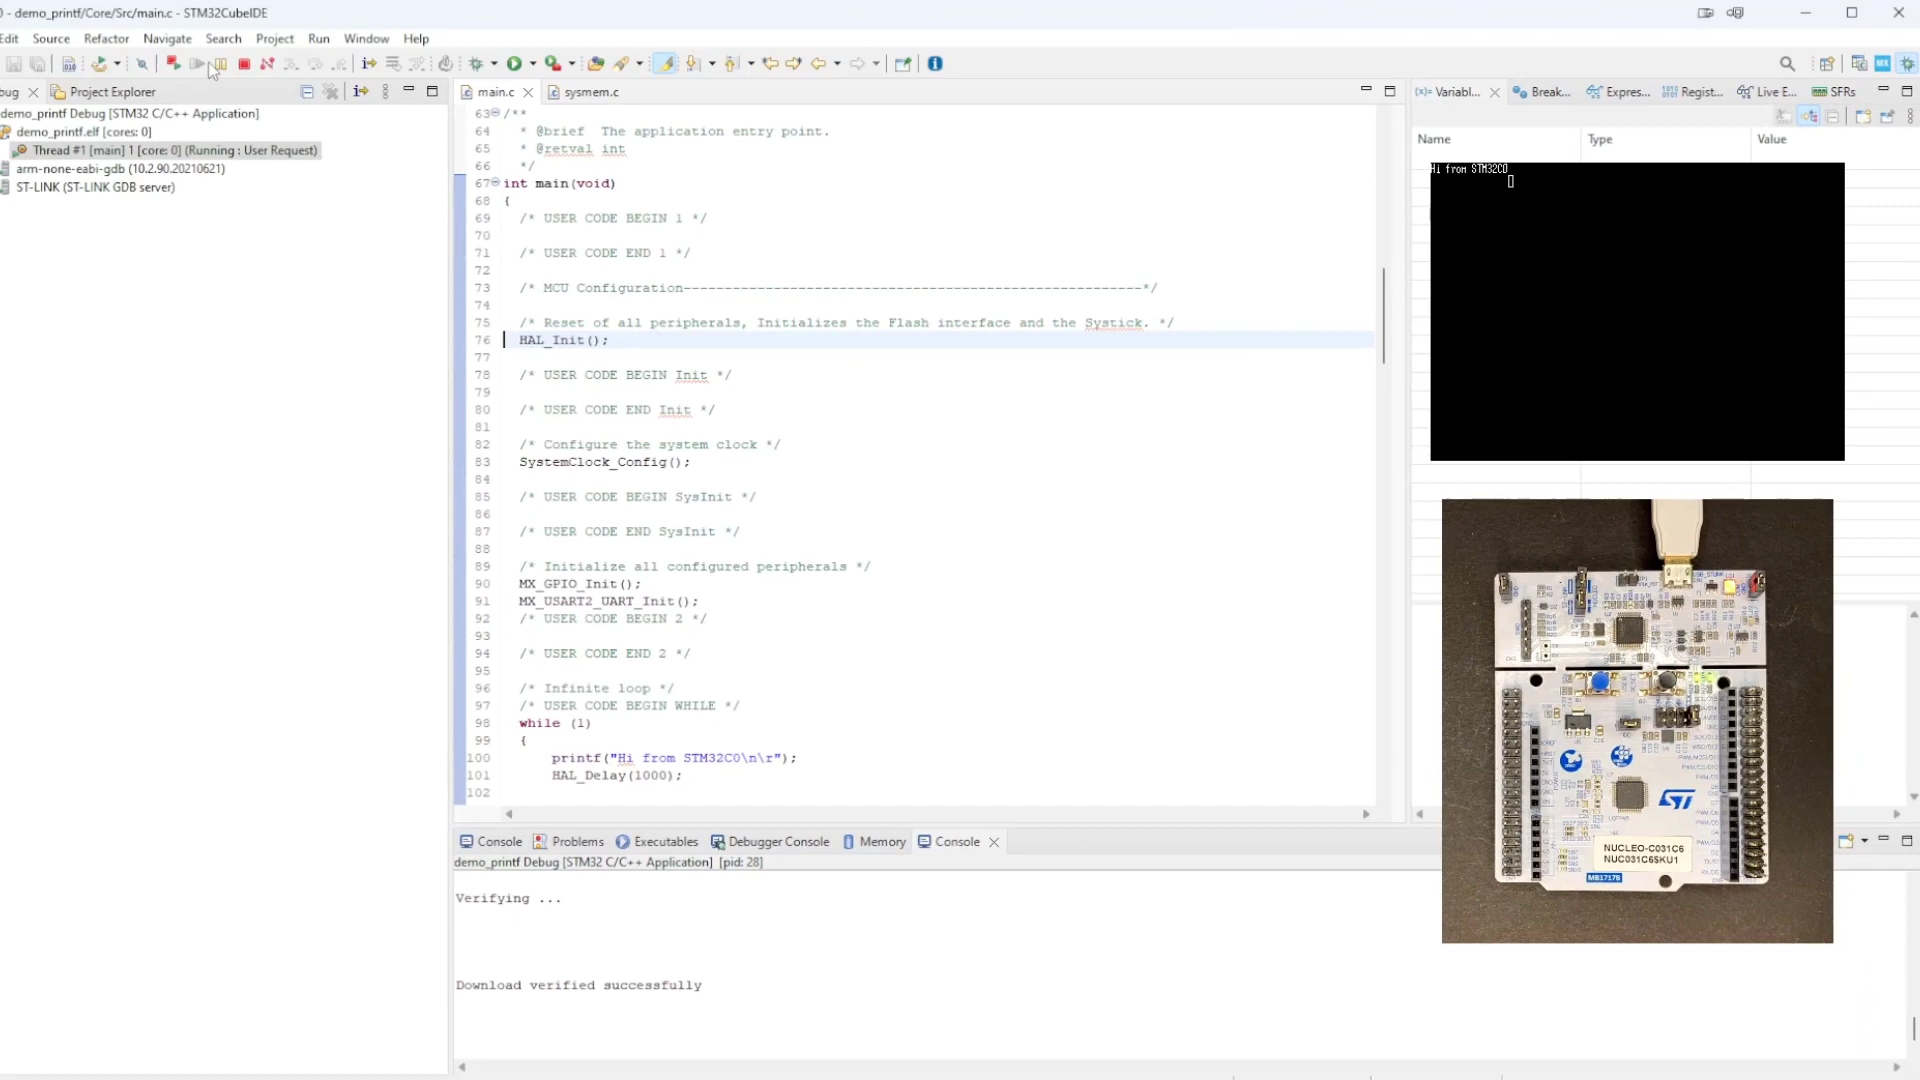 - demo_printf/Core/Src/main.c - STM32CubeIDE
Edit Source Refactor Navigate Search Project Run Window Help
Project Explorer
main.c
sysmem.c
Variabl...
Break...
Expres...
Regist...
Live E...
SFRs
demo_printf Debug [STM32 C/C++ Application]
demo_printf.elf [cores: 0]
Thread #1 [main] 1 [core: 0] (Running : User Request)
arm-none-eabi-gdb (10.2.90.20210621)
ST-LINK (ST-LINK GDB server)
63 /**
64 * @brief  The application entry point.
65 * @retval int
66 */
67 int main(void)
68 {
69 /* USER CODE BEGIN 1 */
70
71 /* USER CODE END 1 */
72
73 /* MCU Configuration--------------------------------------------------------*/
74
75 /* Reset of all peripherals, Initializes the Flash interface and the Systick. */
76 HAL_Init();
77
78 /* USER CODE BEGIN Init */
79
80 /* USER CODE END Init */
81
82 /* Configure the system clock */
83 SystemClock_Config();
84
85 /* USER CODE BEGIN SysInit */
86
87 /* USER CODE END SysInit */
88
89 /* Initialize all configured peripherals */
90 MX_GPIO_Init();
91 MX_USART2_UART_Init();
92 /* USER CODE BEGIN 2 */
93
94 /* USER CODE END 2 */
95
96 /* Infinite loop */
97 /* USER CODE BEGIN WHILE */
98 while (1)
99 {
100 printf("Hi from STM32C0\n\r");
101 HAL_Delay(1000);
102
Name Type Value
Hi from STM32C0
NUCLEO-C031C6
NUC031C6$KU1
MB1717B
Console Problems Executables Debugger Console Memory Console
demo_printf Debug [STM32 C/C++ Application] [pid: 28]
Verifying ...
Download verified successfully